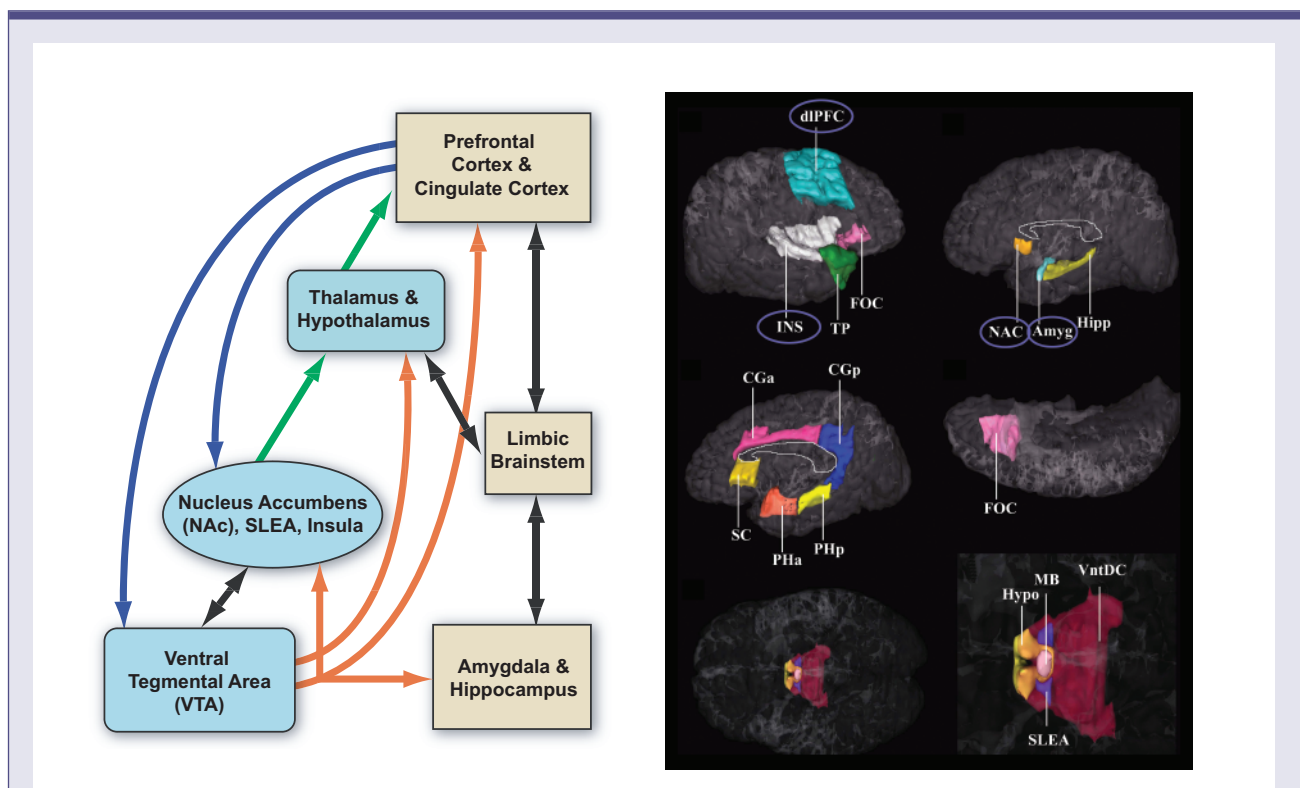 Prefrontal
Cortex &
Cingulate Cortex
Thalamus &
Hypothalamus
Limbic
Brainstem
Nucleus Accumbens
(NAc), SLEA, Insula
Ventral
Tegmental Area
(VTA)
Amygdala &
Hippocampus
dlPFC
INS
TP
FOC
NAC
Amyg
Hipp
CGa
CGp
SC
PHa
PHp
FOC
Hypo
MB
VntDC
SLEA